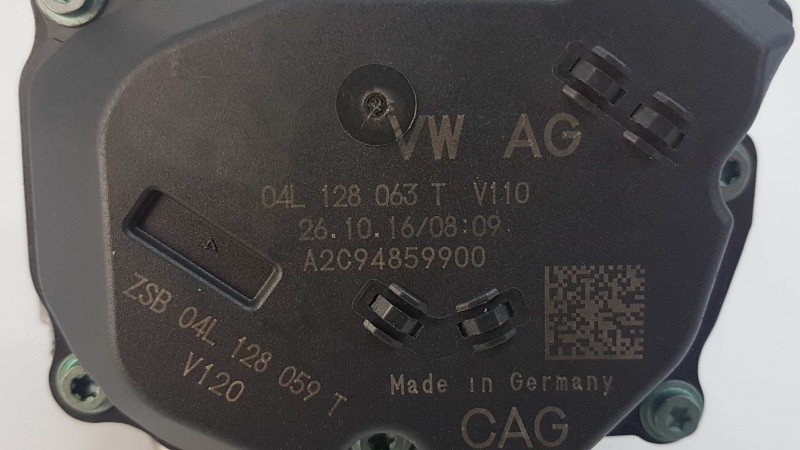 VW AG
04L 128 063 T V110
26.10.16/08:09
A2C94859900
ZSB 04L 128 059 T
V120
Made in Germany
CAG